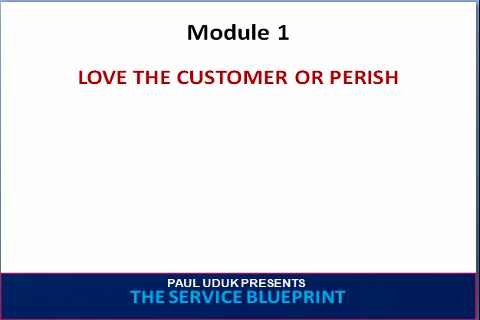 Module 1
LOVE THE CUSTOMER OR PERISH
PAUL UDUK PRESENTS
THE SERVICE BLUEPRINT